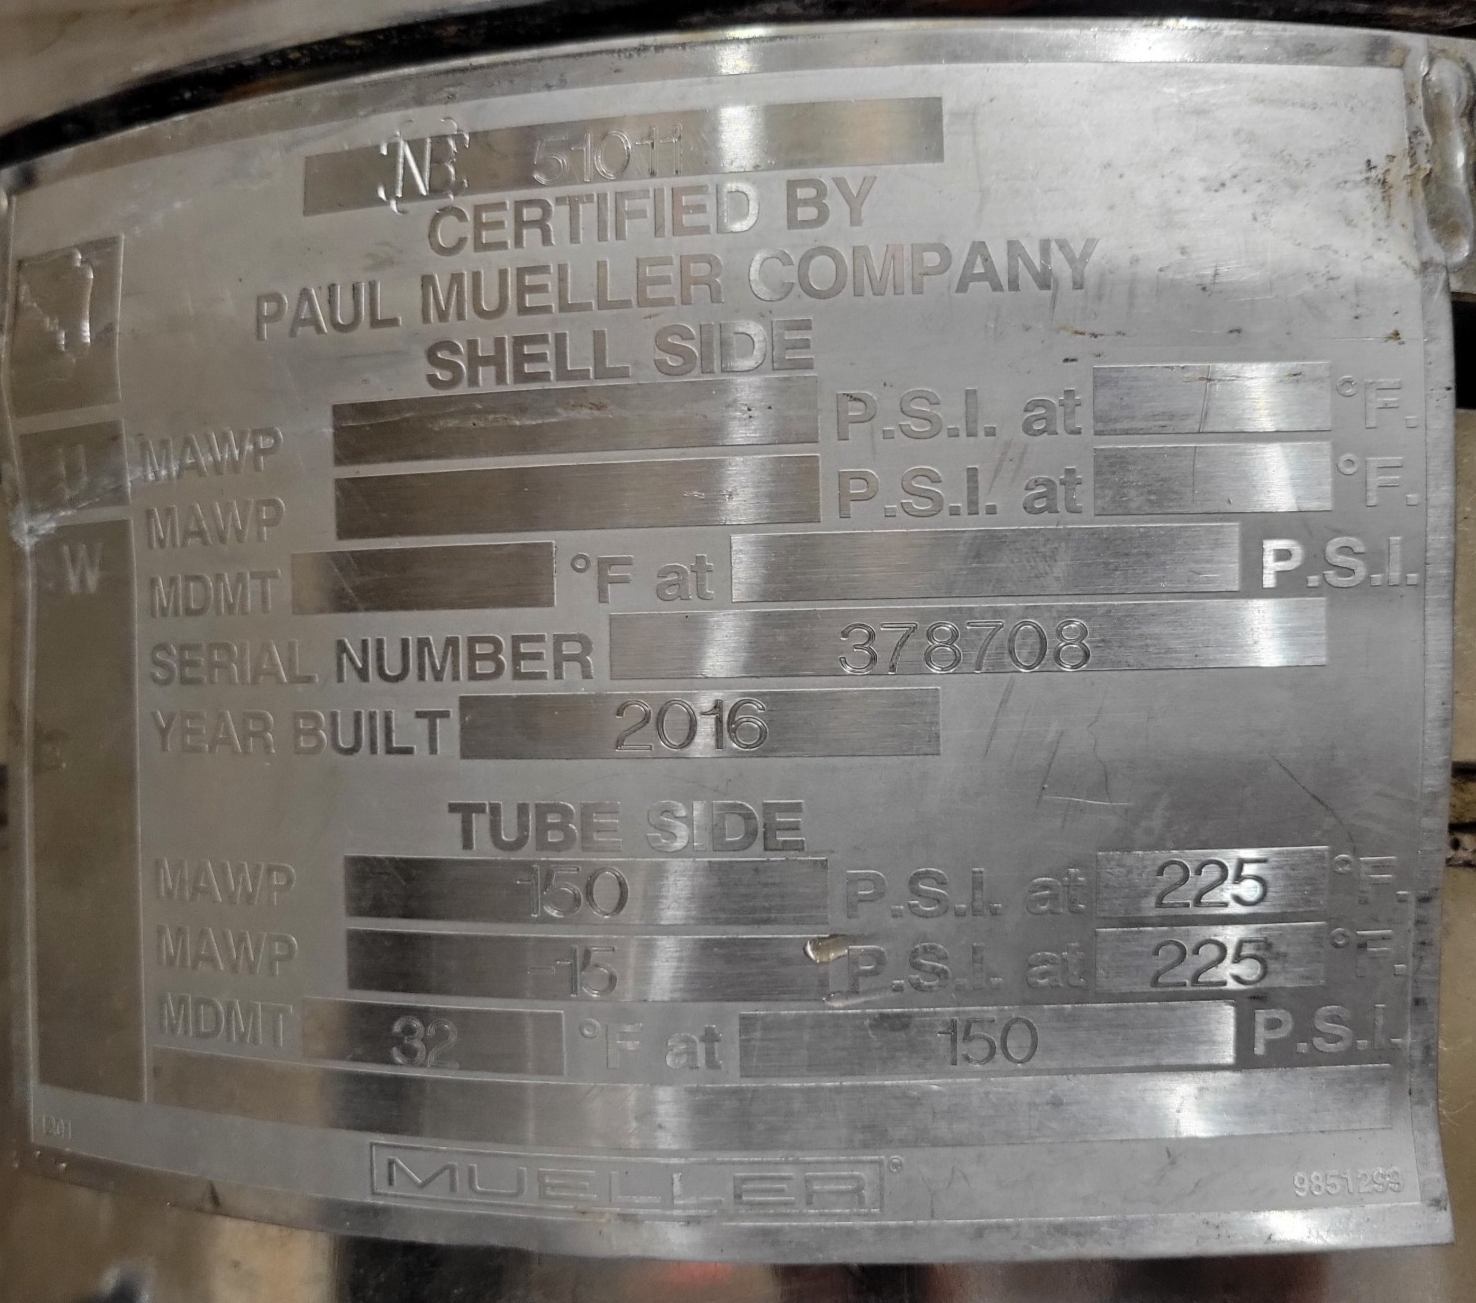 NB 51011
CERTIFIED BY
PAUL MUELLER COMPANY
SHELL SIDE
U
W
MAWP P.S.I. at °F.
MAWP P.S.I. at °F.
MDMT °F at P.S.I.
SERIAL NUMBER 378708
YEAR BUILT 2016
TUBE SIDE
MAWP 150 P.S.I. at 225 °F.
MAWP -15 P.S.I. at 225 °F.
MDMT 32 °F at 150 P.S.I.
MUELLER®